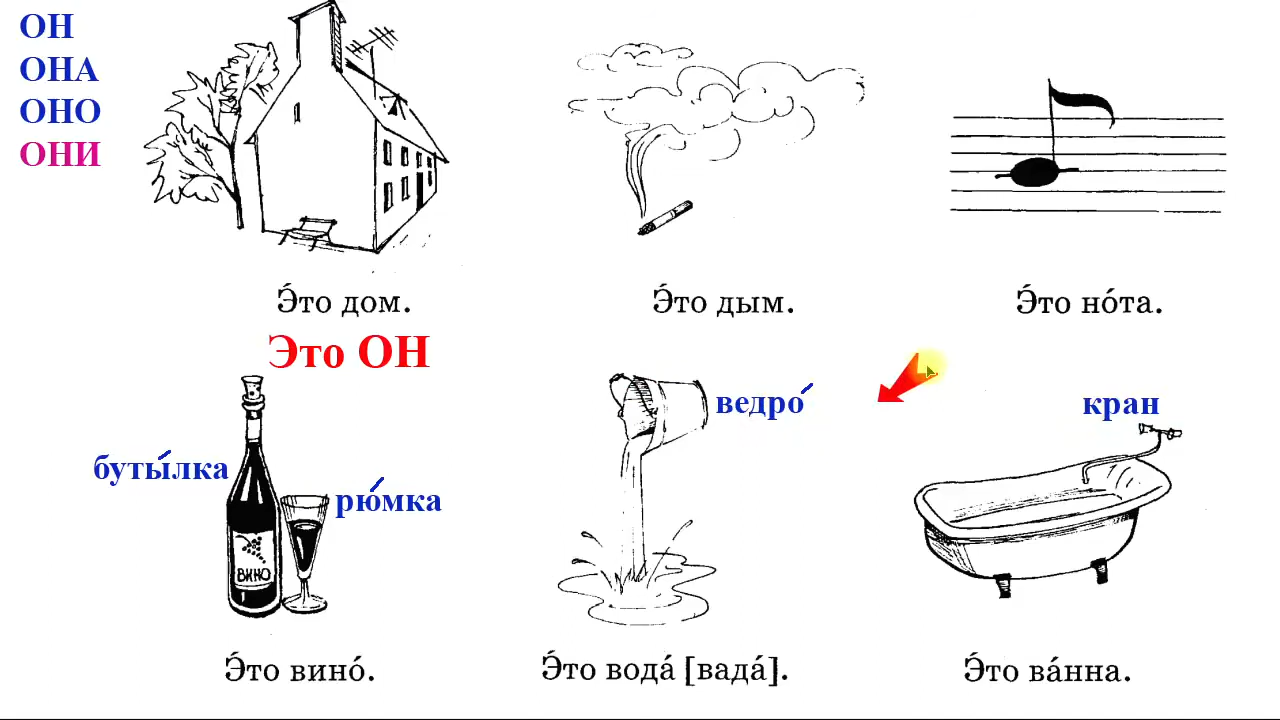 ОН
ОНА
ОНО
ОНИ
Э́то дом.
Э́то дым.
Э́то но́та.
Это ОН
буты́лка
рю́мка
ведро́
кран
ВИНО
Э́то вино́.
Э́то вода́ [вада́].
Э́то ва́нна.